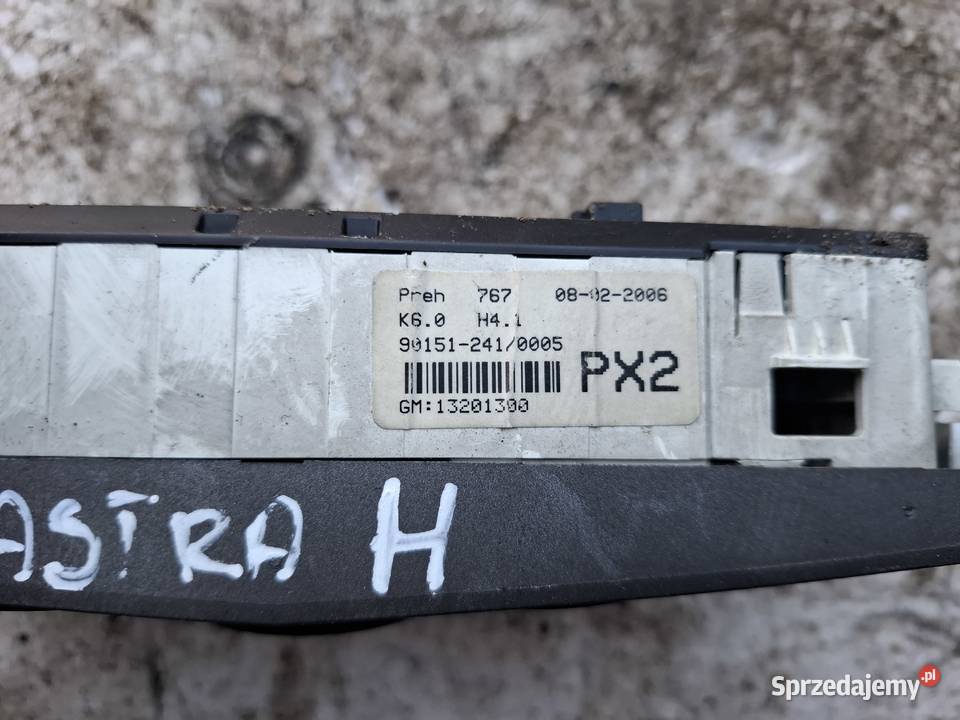 Preh 767 08-02-2006
K6.0 H4.1
90151-241/0005
PX2
GM:13201300
ASTRA H
Sprzedajemy.pl